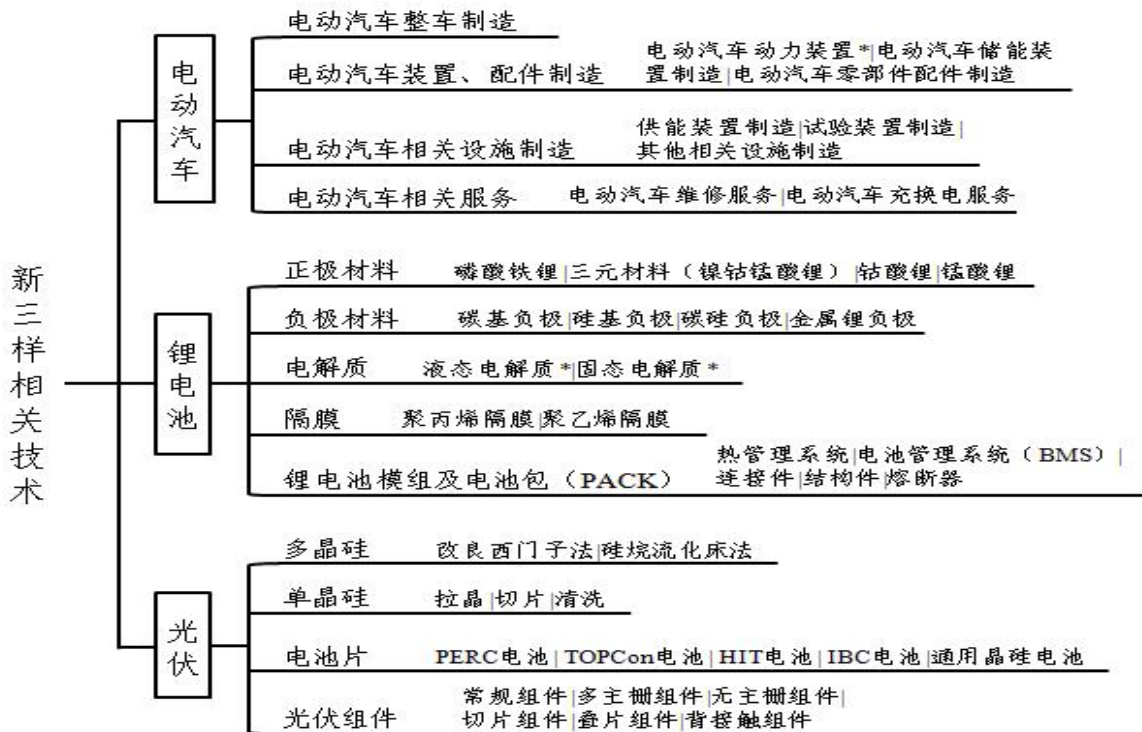 新三样相关技术
电动汽车
电动汽车整车制造
电动汽车装置、配件制造
电动汽车动力装置*|电动汽车储能装
置制造|电动汽车零部件配件制造
电动汽车相关设施制造
供能装置制造|试验装置制造|
其他相关设施制造
电动汽车相关服务 电动汽车维修服务|电动汽车充换电服务
锂电池
正极材料 磷酸铁锂|三元材料（镍钴锰酸锂）|钴酸锂|锰酸锂
负极材料 碳基负极|硅基负极|碳硅负极|金属锂负极
电解质 液态电解质*|固态电解质*
隔膜 聚丙烯隔膜|聚乙烯隔膜
锂电池模组及电池包（PACK）
热管理系统|电池管理系统（BMS）|
连接件|结构件|熔断器
光伏
多晶硅 改良西门子法|硅烷流化床法
单晶硅 拉晶|切片|清洗
电池片 PERC电池|TOPCon电池|HIT电池|IBC电池|通用晶硅电池
光伏组件
常规组件|多主栅组件|无主栅组件|
切片组件|叠片组件|背接触组件